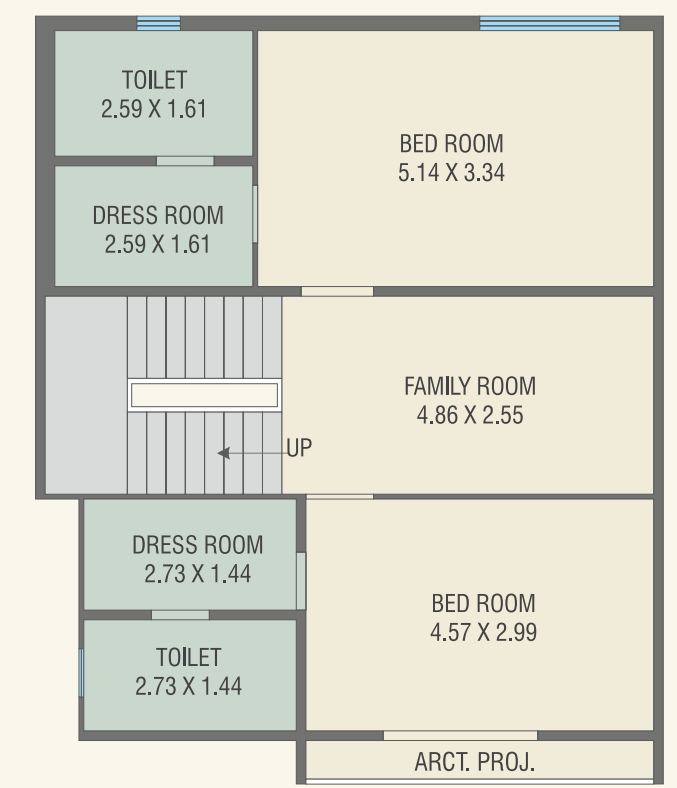 TOILET
2.59 X 1.61
BED ROOM
5.14 X 3.34
DRESS ROOM
2.59 X 1.61
FAMILY ROOM
4.86 X 2.55
UP
DRESS ROOM
2.73 X 1.44
BED ROOM
4.57 X 2.99
TOILET
2.73 X 1.44
ARCT. PROJ.